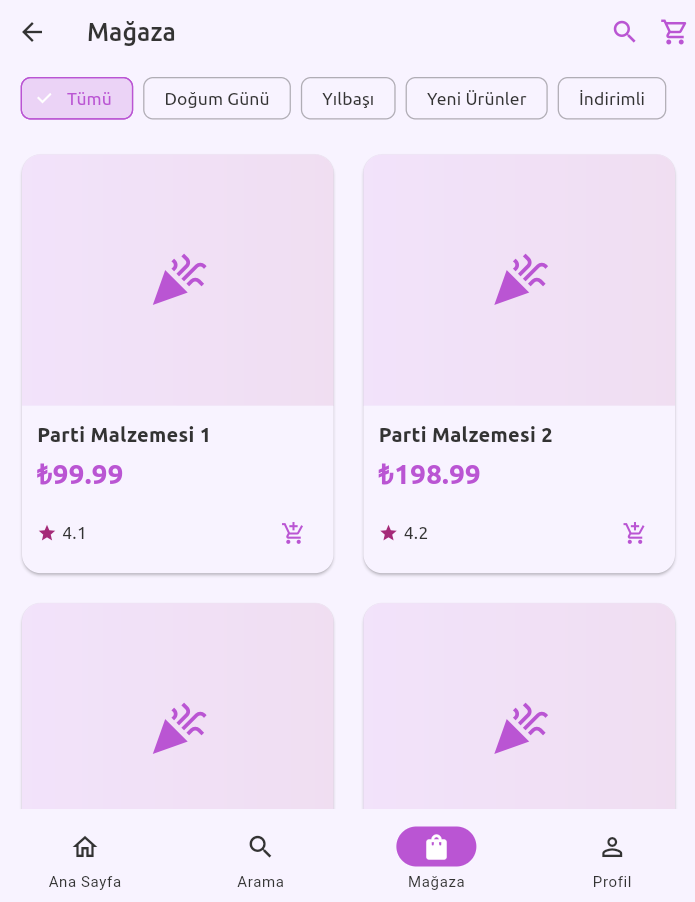 Mağaza
Tümü
Doğum Günü
Yılbaşı
Yeni Ürünler
İndirimli
Parti Malzemesi 1
₺99.99
4.1
Parti Malzemesi 2
₺198.99
4.2
Ana Sayfa
Arama
Mağaza
Profil